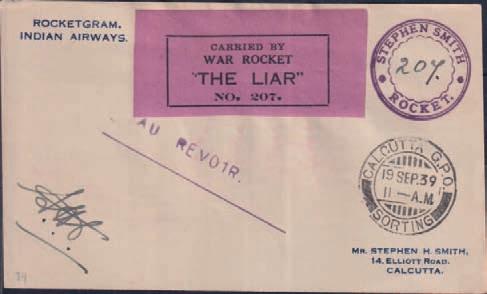 ROCKETGRAM.
INDIAN AIRWAYS.
CARRIED BY
WAR ROCKET
"THE LIAR"
NO. 207.
STEPHEN SMITH
207.
ROCKET.
AU REVOIR.
CALCUTTA G.P.O.
19 SEP.39
11 — A.M.
SORTING
MR. STEPHEN H. SMITH,
14. ELLIOTT ROAD.
CALCUTTA.